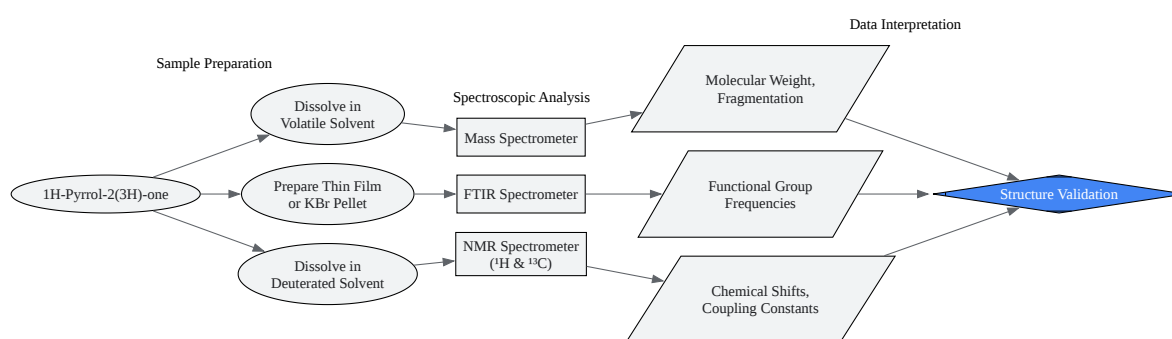 Data Interpretation
Sample Preparation
Spectroscopic Analysis
1H-Pyrrol-2(3H)-one
Dissolve in
Volatile Solvent
Mass Spectrometer
Molecular Weight,
Fragmentation
Prepare Thin Film
or KBr Pellet
FTIR Spectrometer
Functional Group
Frequencies
Structure Validation
Dissolve in
Deuterated Solvent
NMR Spectrometer
(¹H & ¹³C)
Chemical Shifts,
Coupling Constants